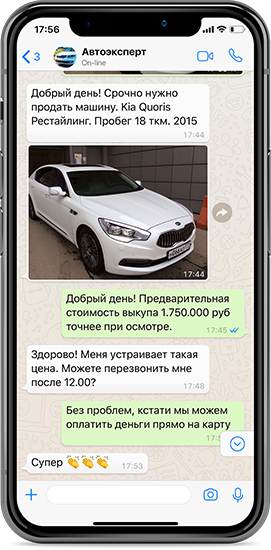 17:56
3
Автоэксперт
On-line
Добрый день! Срочно нужно
продать машину. Kia Quoris
Рестайлинг. Пробег 18 ткм. 2015
17:44
17:44
Добрый день! Предварительная
стоимость выкупа 1.750.000 руб
точнее при осмотре.
17:45
Здорово! Меня устраивает такая
цена. Можете перезвонить мне
после 12.00?
17:48
Без проблем, кстати мы можем
оплатить деньги прямо на карту
Супер 👏👏👏
17:53